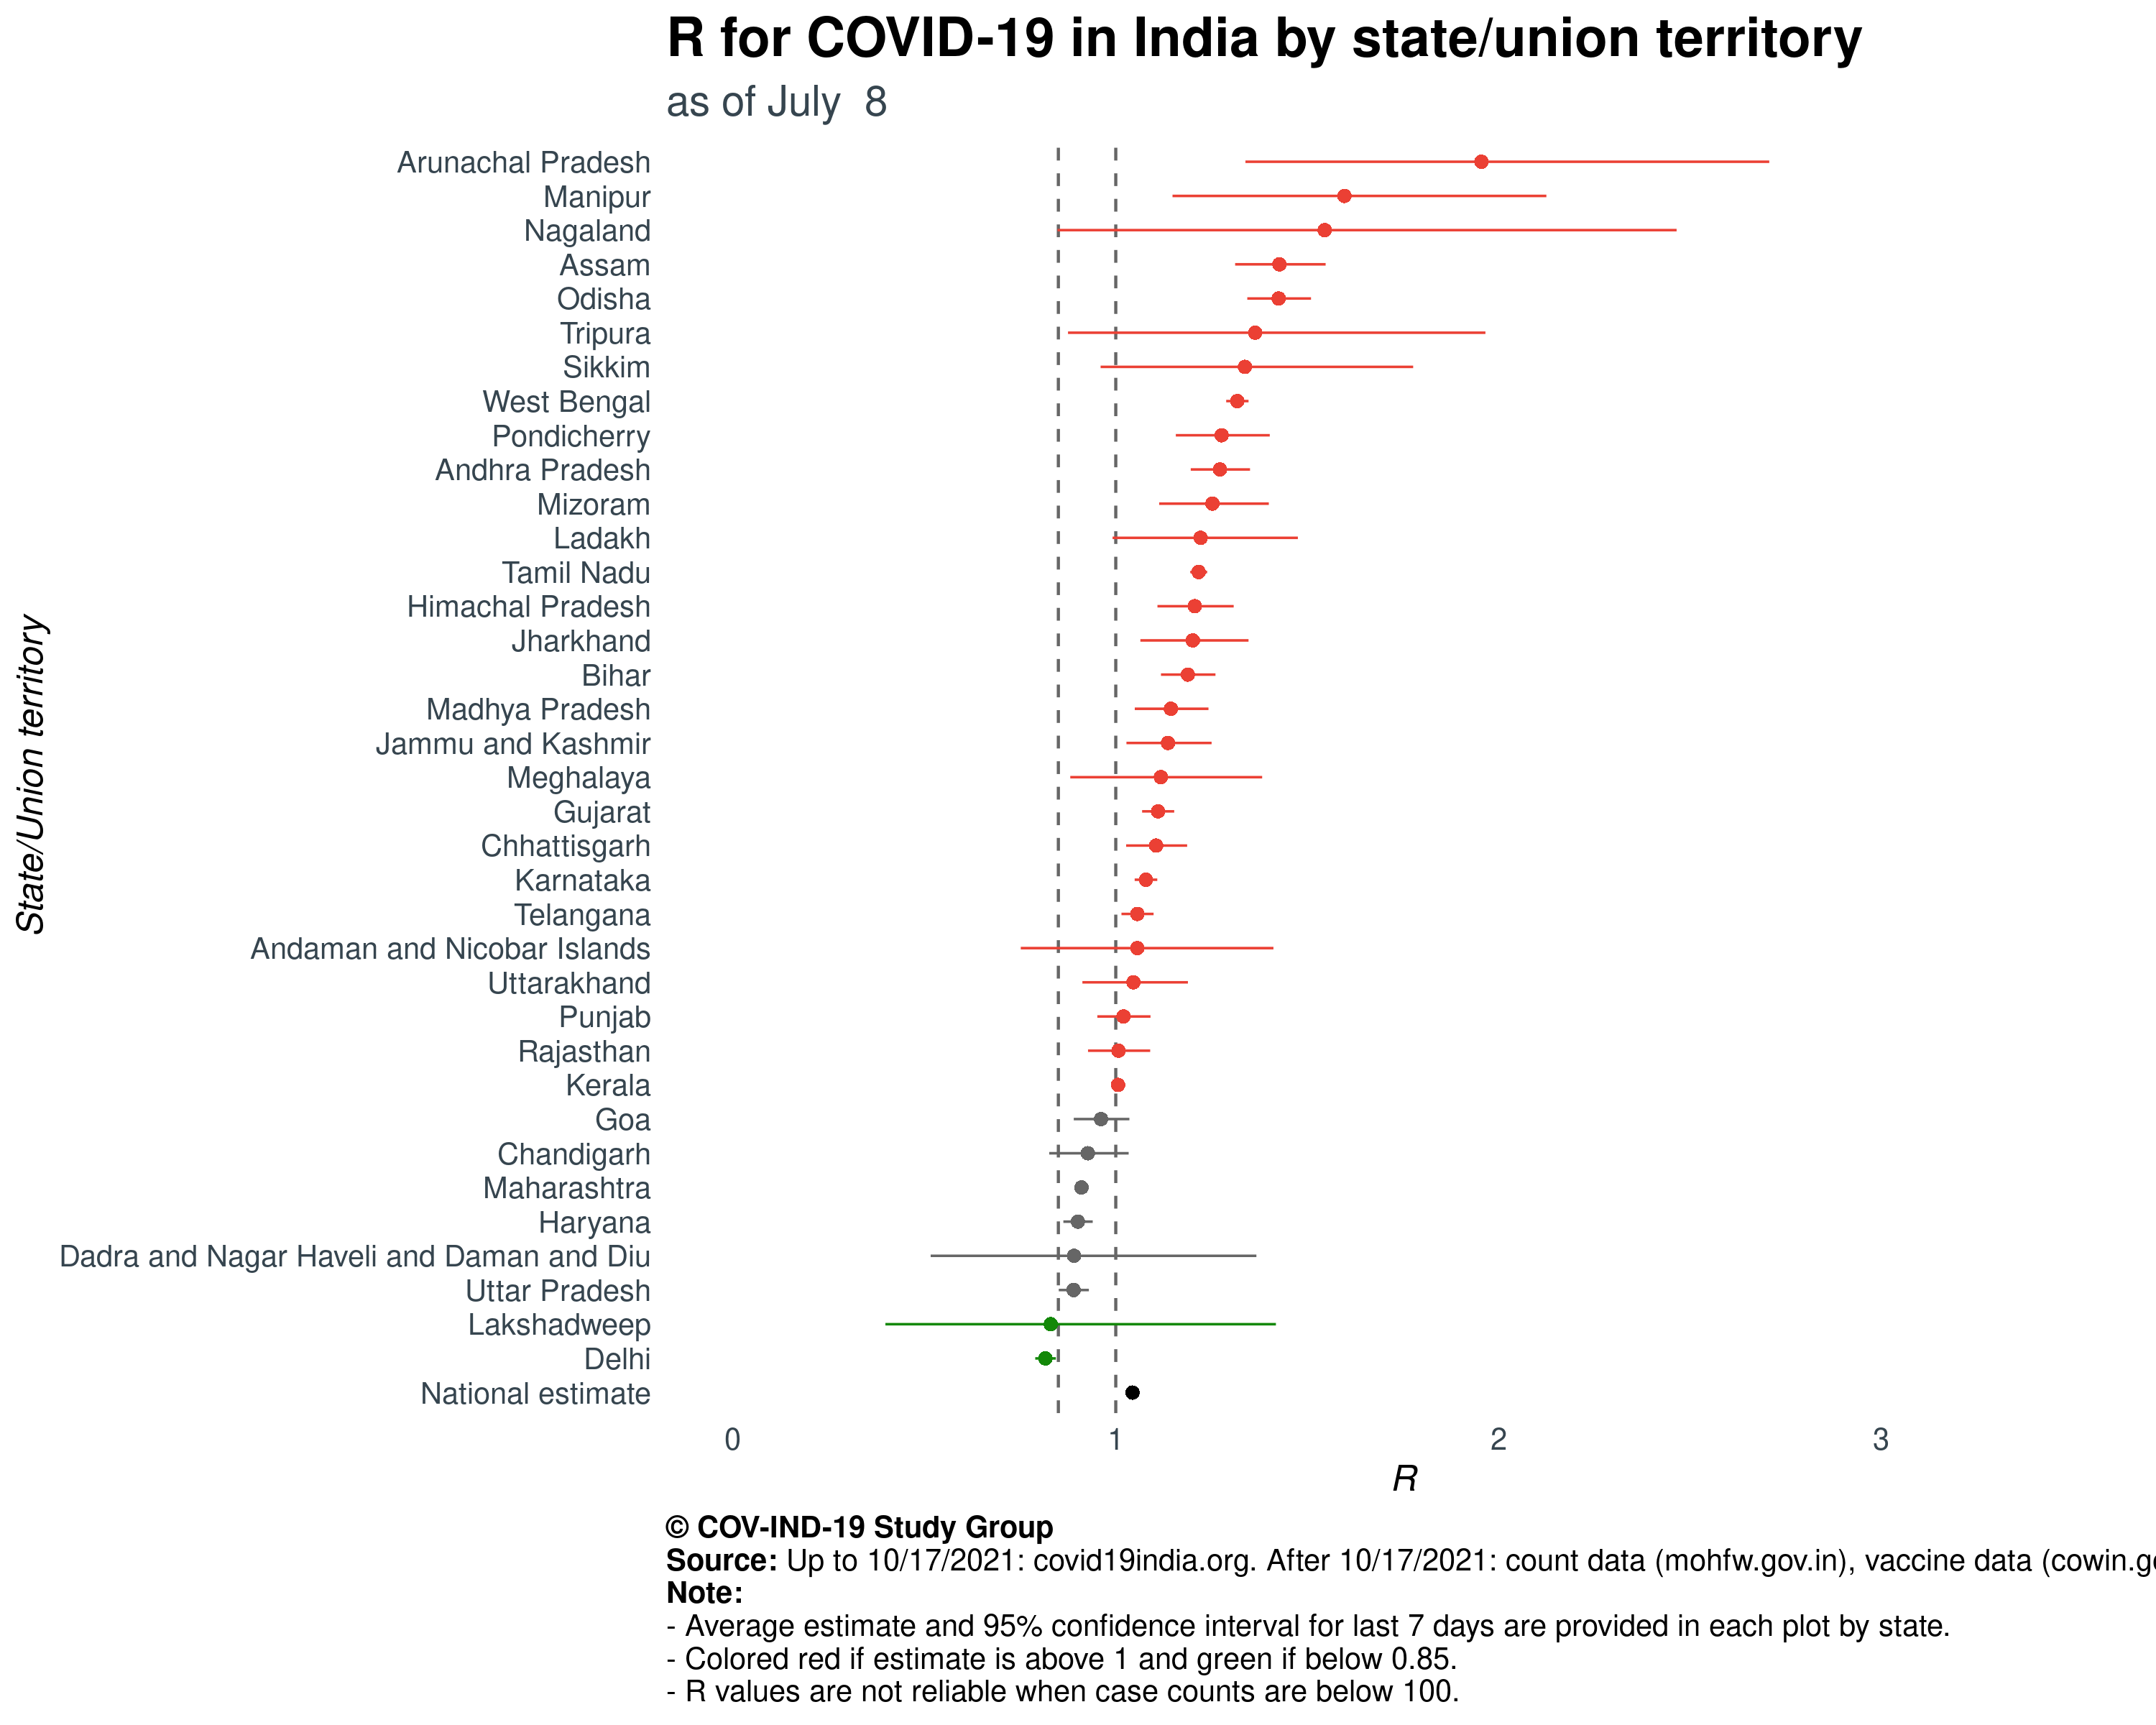 R for COVID-19 in India by state/union territory
as of July  8
State/Union territory
Arunachal Pradesh
Manipur
Nagaland
Assam
Odisha
Tripura
Sikkim
West Bengal
Pondicherry
Andhra Pradesh
Mizoram
Ladakh
Tamil Nadu
Himachal Pradesh
Jharkhand
Bihar
Madhya Pradesh
Jammu and Kashmir
Meghalaya
Gujarat
Chhattisgarh
Karnataka
Telangana
Andaman and Nicobar Islands
Uttarakhand
Punjab
Rajasthan
Kerala
Goa
Chandigarh
Maharashtra
Haryana
Dadra and Nagar Haveli and Daman and Diu
Uttar Pradesh
Lakshadweep
Delhi
National estimate
0 1 2 3
R
© COV-IND-19 Study Group
Source: Up to 10/17/2021: covid19india.org. After 10/17/2021: count data (mohfw.gov.in), vaccine data
Note:
- Average estimate and 95% confidence interval for last 7 days are provided in each plot by state.
- Colored red if estimate is above 1 and green if below 0.85.
- R values are not reliable when case counts are below 100.